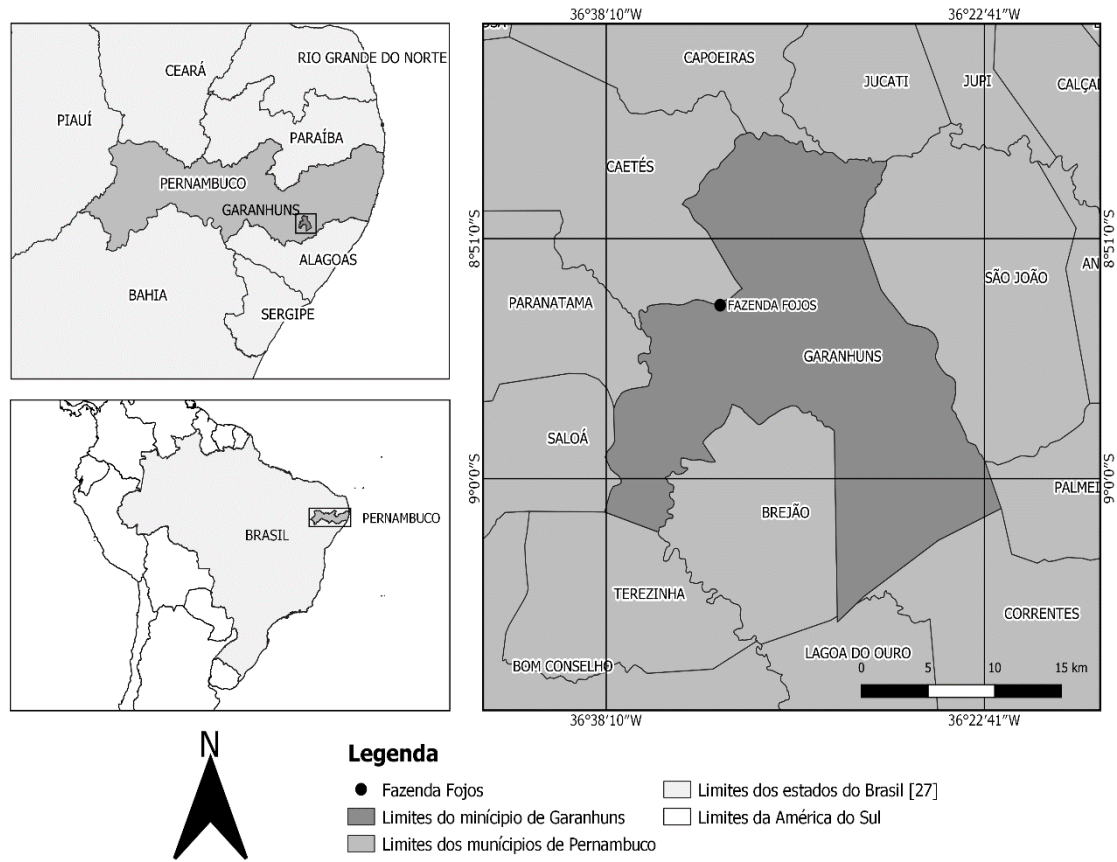 CEARÁ
RIO GRANDE DO NORTE
PIAUÍ
PARAÍBA
PERNAMBUCO
GARANHUNS
ALAGOAS
BAHIA
SERGIPE
BRASIL
PERNAMBUCO
36°38'10"W
36°22'41"W
CAPOEIRAS
JUCATI
JUPI
CALÇA
CAETÉS
8°51'0"S
8°51'0"S
AN
SÃO JOÃO
PARANATAMA
FAZENDA FOJOS
GARANHUNS
SALOÁ
9°0'0"S
9°0'0"S
PALMEI
BREJÃO
TEREZINHA
CORRENTES
BOM CONSELHO
LAGOA DO OURO
0 5 10 15 km
36°38'10"W
36°22'41"W
N
Legenda
Fazenda Fojos
Limites do minícipio de Garanhuns
Limites dos munícipios de Pernambuco
Limites dos estados do Brasil [27]
Limites da América do Sul